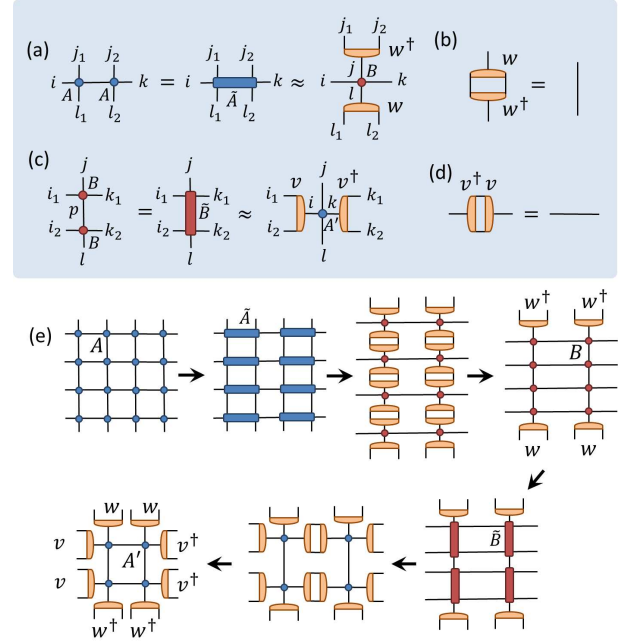 (a)
j₁ j₂
i A A k
l₁ l₂
=
i Ã k
j₁ j₂
l₁ l₂
≈
j₁ j₂
w†
j B
i k
l
w
l₁ l₂
(b)
w
w†
=
(c)
j
i₁ B k₁
p
i₂ B k₂
l
=
j
i₁ k₁
B̃
i₂ k₂
l
≈
j
v v†
i₁ k₁
i k
A′
i₂ k₂
l
(d)
v† v
=
(e)
A
Ã
w† w†
B
w w
B̃
w w
v v†
A′
v v†
w† w†